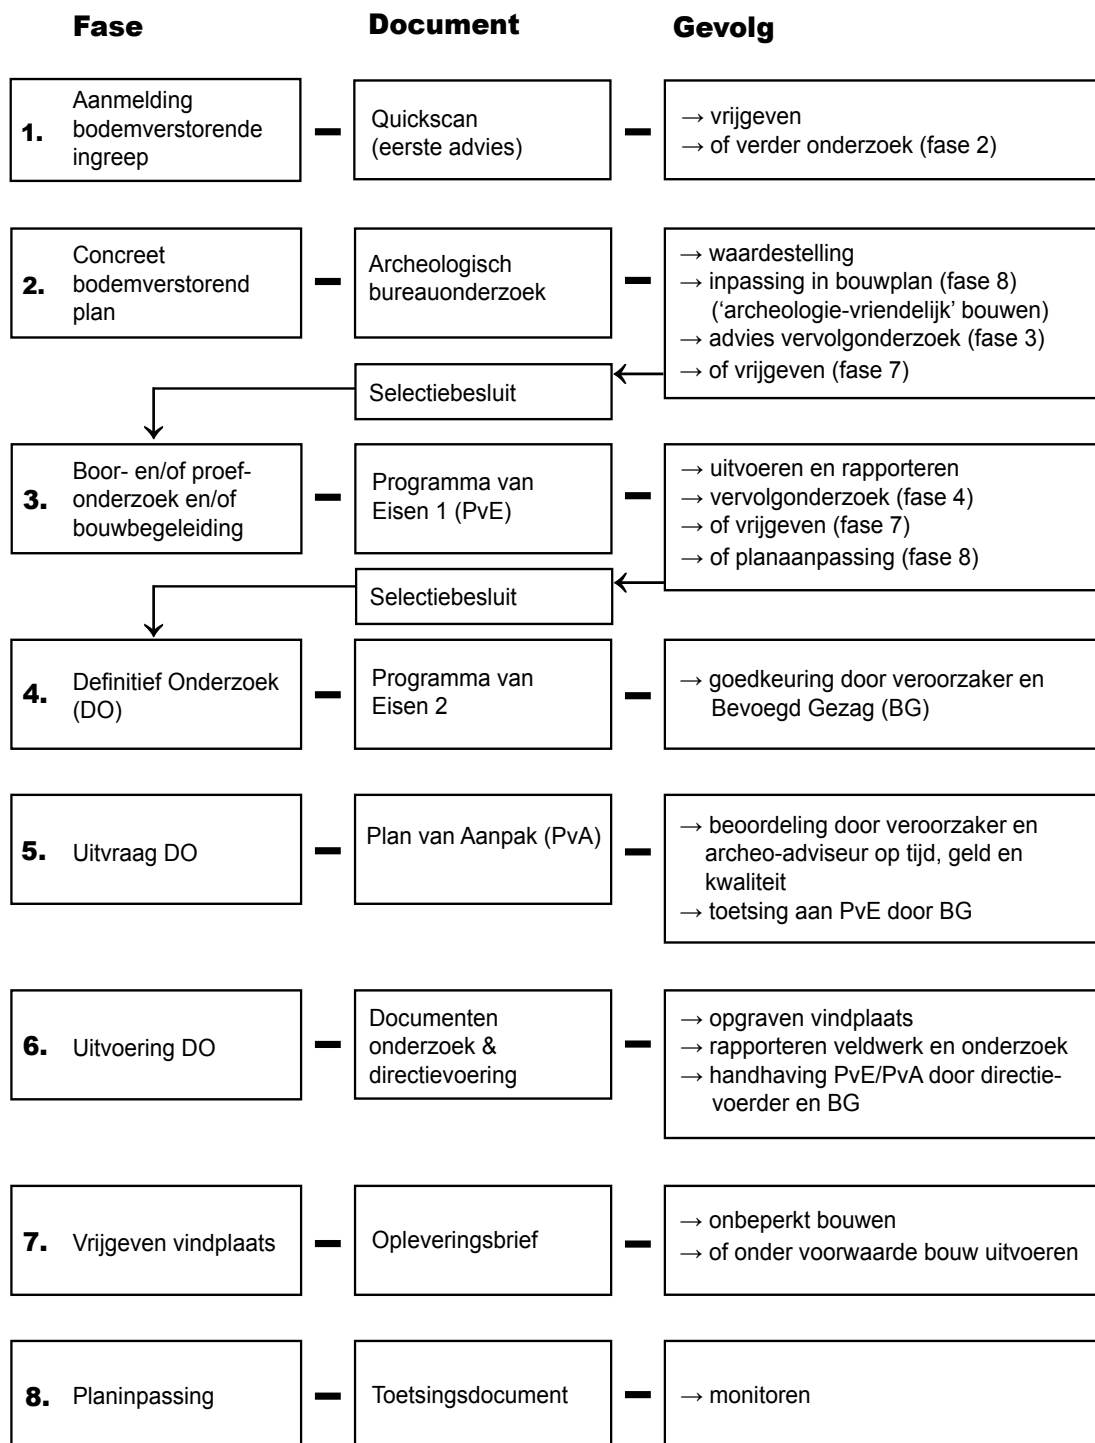 Fase
Document
Gevolg
1.
Aanmelding
bodemverstorende
ingreep
Quickscan
(eerste advies)
→ vrijgeven
→ of verder onderzoek (fase 2)
2.
Concreet
bodemverstorend
plan
Archeologisch
bureauonderzoek
→ waardestelling
→ inpassing in bouwplan (fase 8)
(‘archeologie-vriendelijk’ bouwen)
→ advies vervolgonderzoek (fase 3)
→ of vrijgeven (fase 7)
Selectiebesluit
3.
Boor- en/of proef-
onderzoek en/of
bouwbegeleiding
Programma van
Eisen 1 (PvE)
→ uitvoeren en rapporteren
→ vervolgonderzoek (fase 4)
→ of vrijgeven (fase 7)
→ of planaanpassing (fase 8)
Selectiebesluit
4.
Definitief Onderzoek
(DO)
Programma van
Eisen 2
→ goedkeuring door veroorzaker en
Bevoegd Gezag (BG)
5.
Uitvraag DO
Plan van Aanpak (PvA)
→ beoordeling door veroorzaker en
archeo-adviseur op tijd, geld en
kwaliteit
→ toetsing aan PvE door BG
6.
Uitvoering DO
Documenten
onderzoek &
directievoering
→ opgraven vindplaats
→ rapporteren veldwerk en onderzoek
→ handhaving PvE/PvA door directie-
voerder en BG
7.
Vrijgeven vindplaats
Opleveringsbrief
→ onbeperkt bouwen
→ of onder voorwaarde bouw uitvoeren
8.
Planinpassing
Toetsingsdocument
→ monitoren